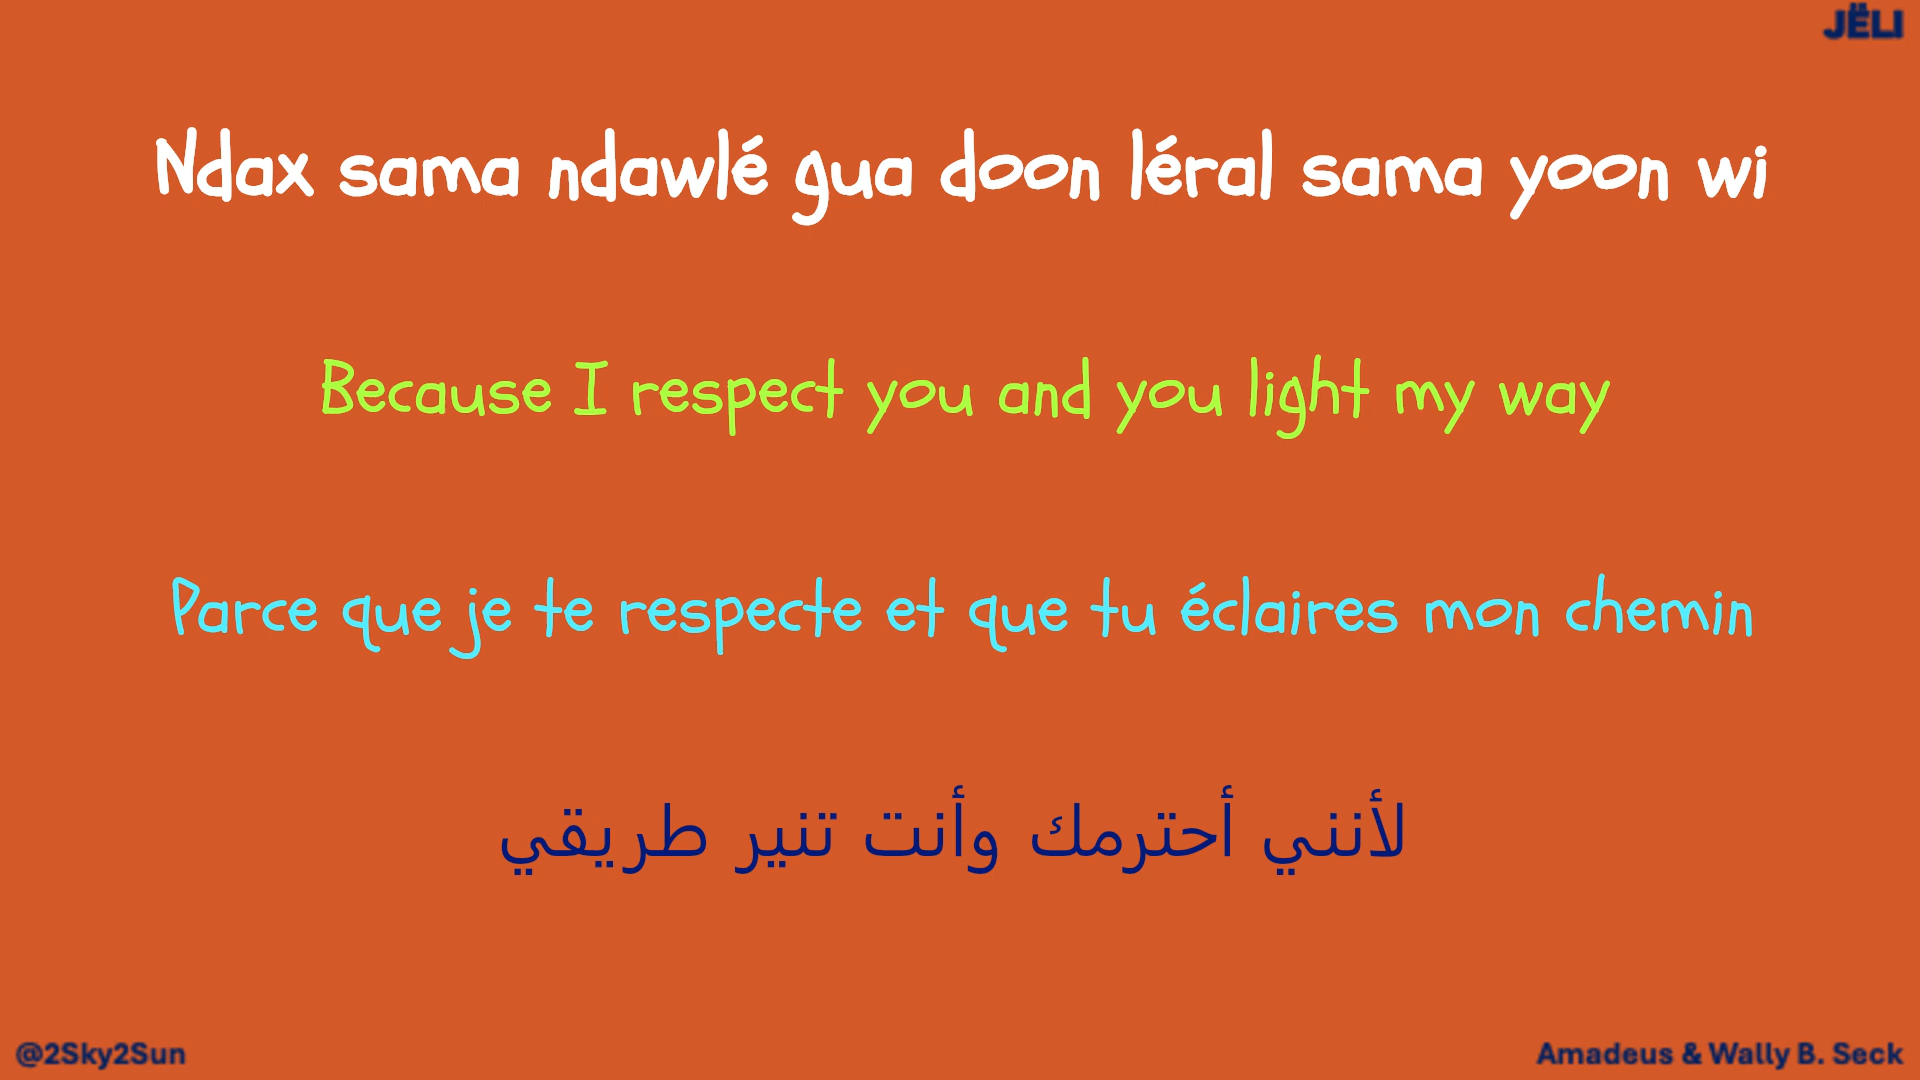 JËLI
Ndax sama ndawlé gua doon léral sama yoon wi
Because I respect you and you light my way
Parce que je te respecte et que tu éclaires mon chemin
لأنني أحترمك وأنت تنير طريقي
@2Sky2Sun
Amadeus & Wally B. Seck